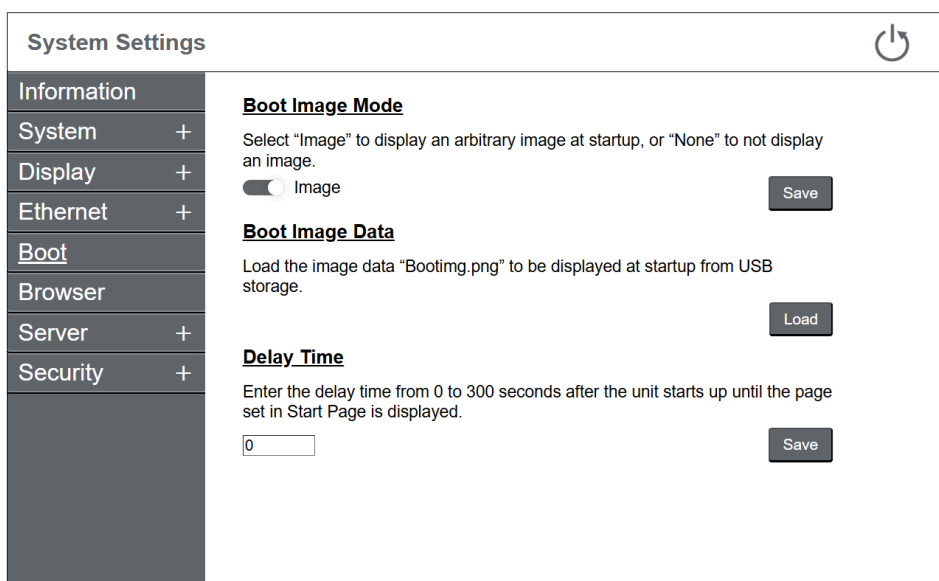 System Settings
Information
System +
Display +
Ethernet +
Boot
Browser
Server +
Security +
Boot Image Mode
Select “Image” to display an arbitrary image at startup, or “None” to not display
an image.
Image
Save
Boot Image Data
Load the image data “Bootimg.png” to be displayed at startup from USB
storage.
Load
Delay Time
Enter the delay time from 0 to 300 seconds after the unit starts up until the page
set in Start Page is displayed.
0
Save